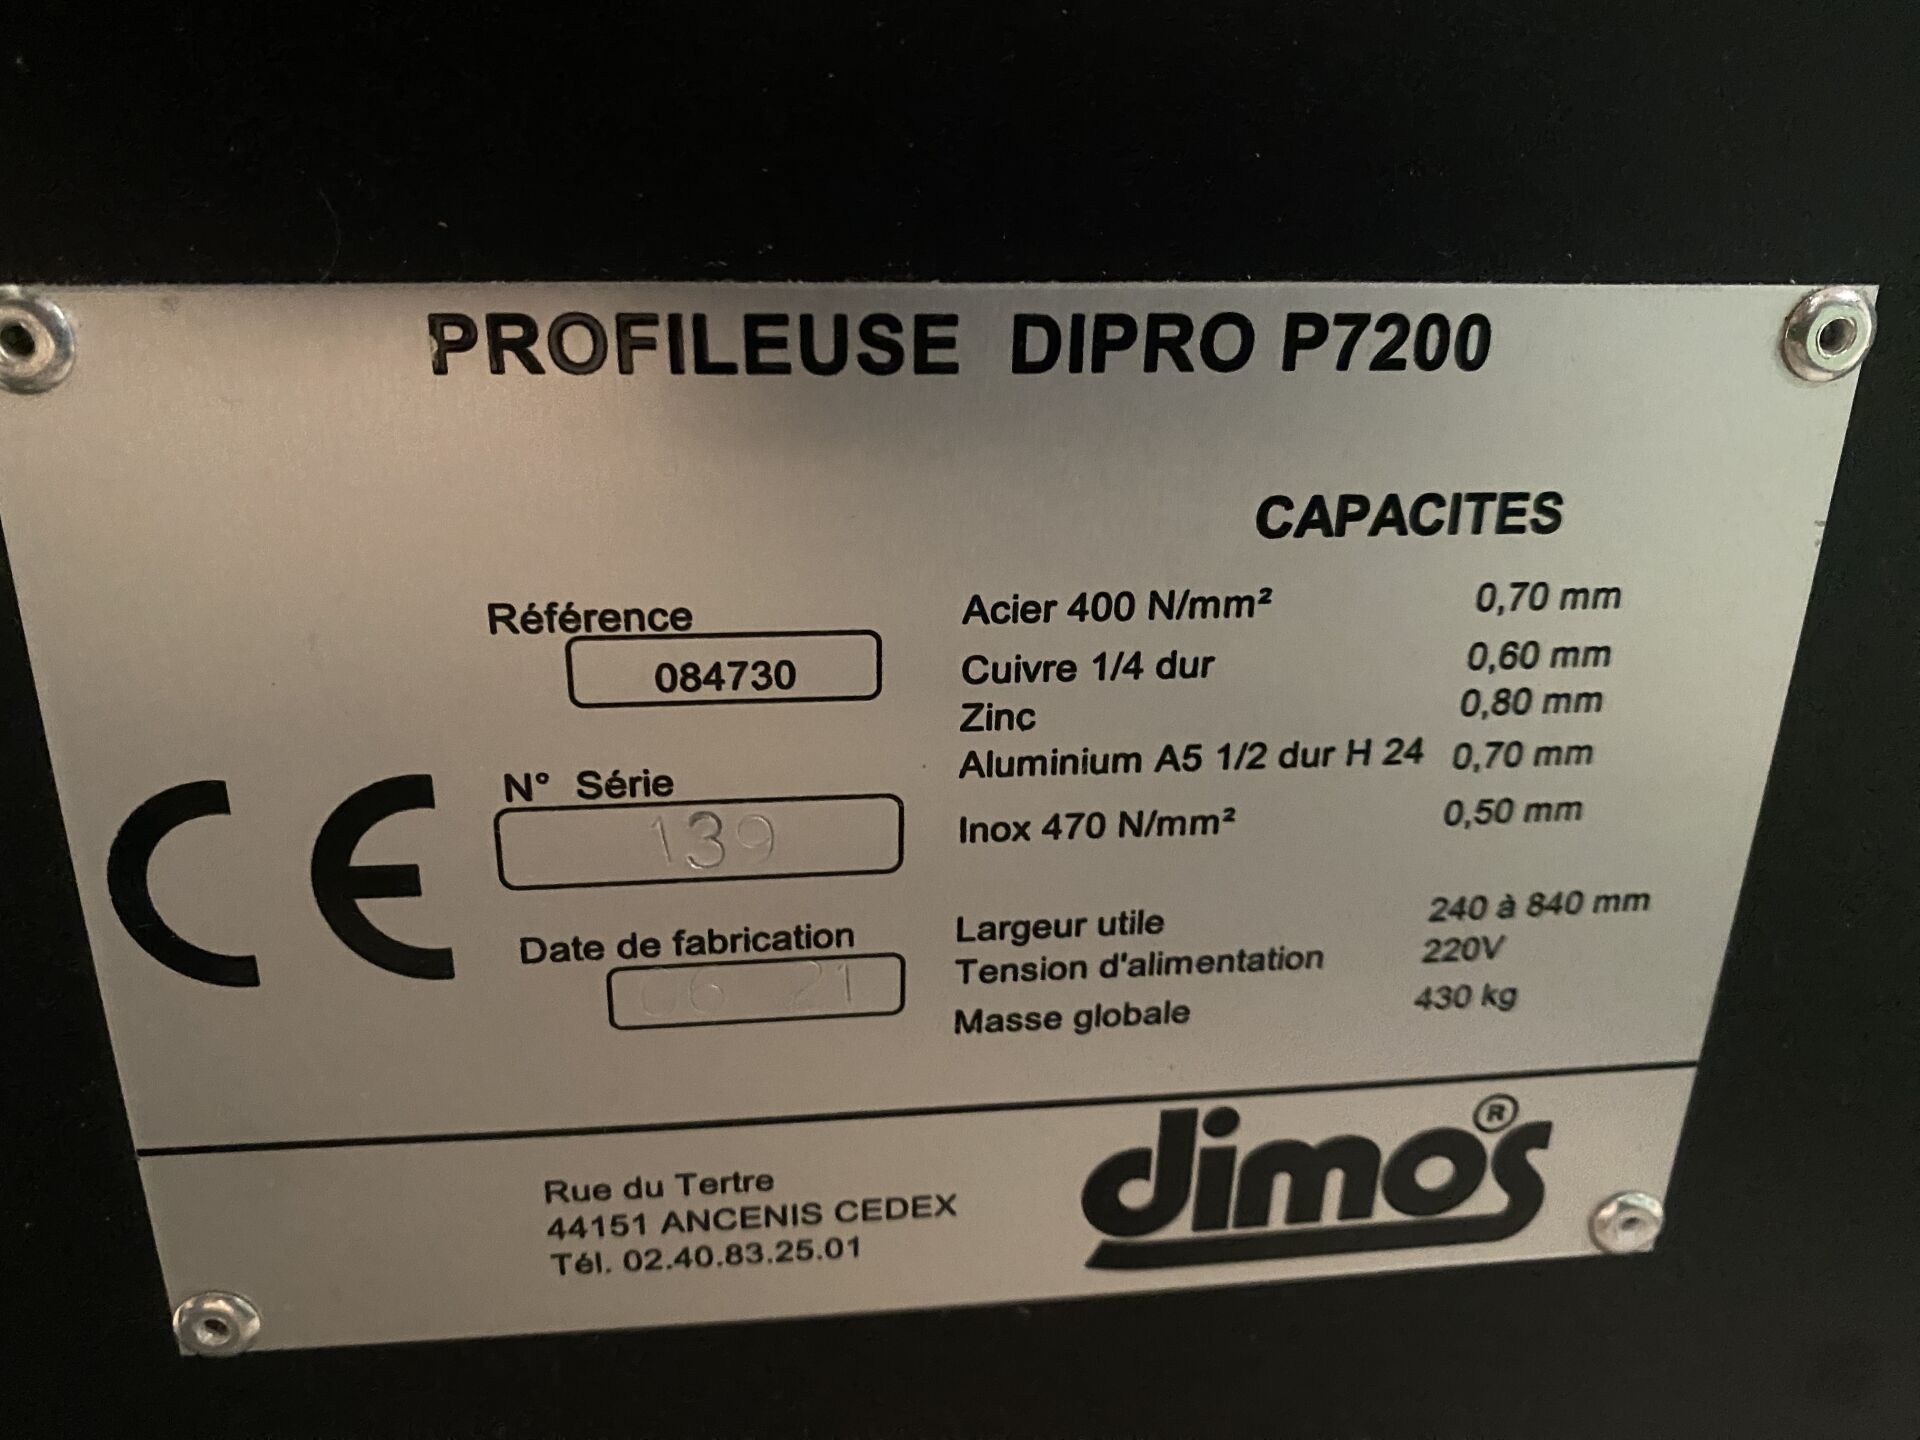 PROFILEUSE DIPRO P7200
CAPACITES
Référence
084730
N° Série
139
Date de fabrication
06 21
Acier 400 N/mm² 0,70 mm
Cuivre 1/4 dur 0,60 mm
Zinc 0,80 mm
Aluminium A5 1/2 dur H 24 0,70 mm
Inox 470 N/mm² 0,50 mm
Largeur utile 240 à 840 mm
Tension d'alimentation 220V
Masse globale 430 kg
CE
Rue du Tertre
44151 ANCENIS CEDEX
Tél. 02.40.83.25.01
dimo's ®